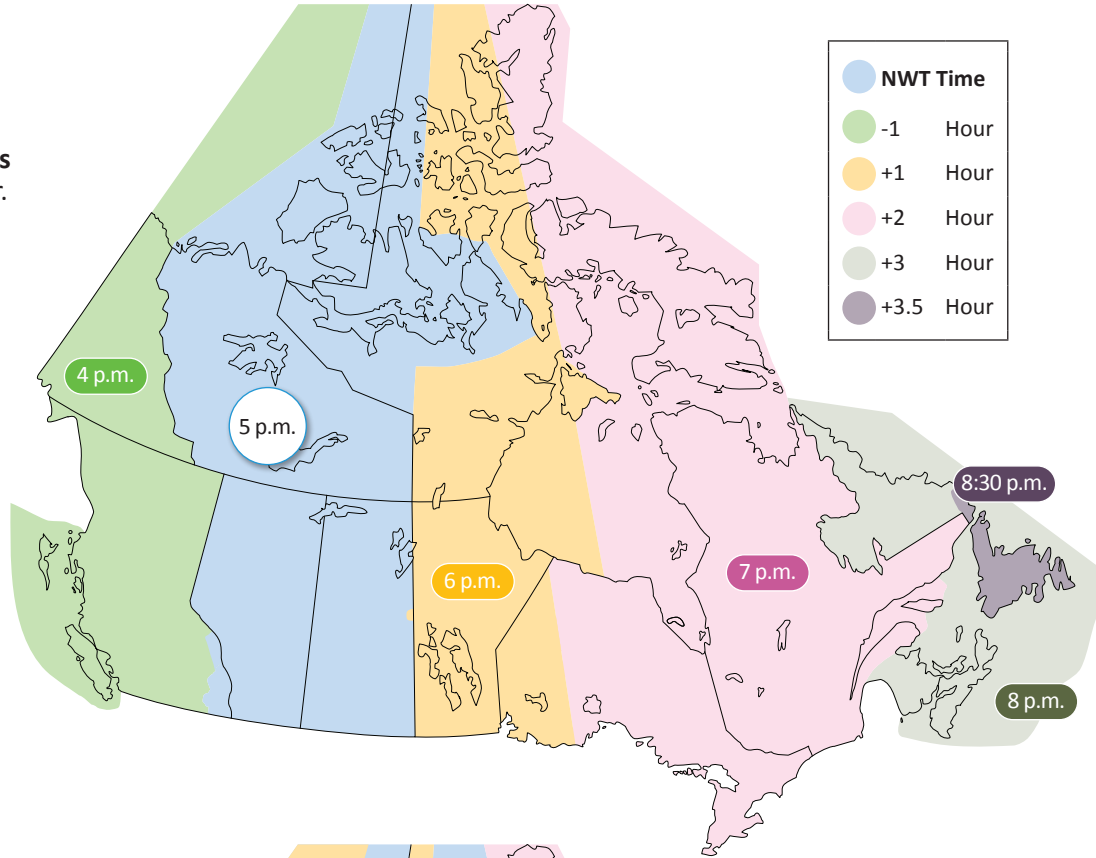 s
r.
NWT Time
-1 Hour
+1 Hour
+2 Hour
+3 Hour
+3.5 Hour
4 p.m.
5 p.m.
8:30 p.m.
7 p.m.
6 p.m.
8 p.m.